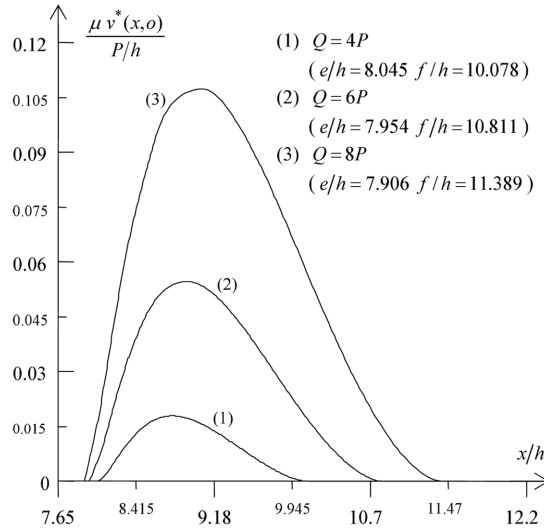 μ v*(x,o)
P/h
0.12
0.105
0.09
0.075
0.06
0.045
0.03
0.015
0
(1) Q=4P
( e/h=8.045 f/h=10.078)
(2) Q=6P
( e/h=7.954 f/h=10.811)
(3) Q=8P
( e/h=7.906 f/h=11.389)
(3)
(2)
(1)
x/h
7.65 8.415 9.18 9.945 10.7 11.47 12.2